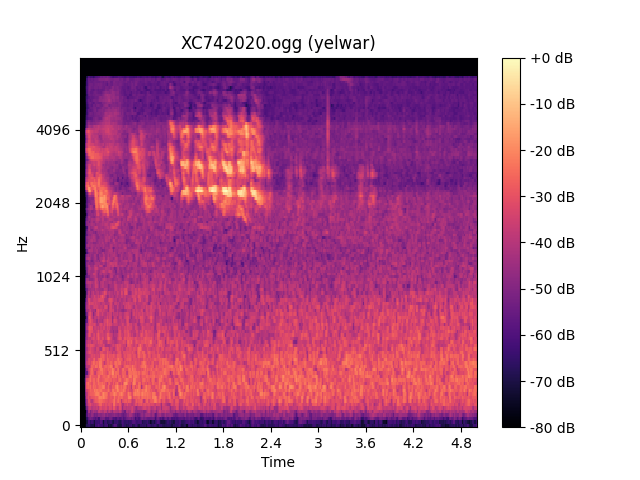 XC742020.ogg (yelwar)
+0 dB
4096
-10 dB
-20 dB
2048
-30 dB
Hz
-40 dB
1024
-50 dB
512
-60 dB
-70 dB
0
-80 dB
0 0.6 1.2 1.8 2.4 3 3.6 4.2 4.8
Time